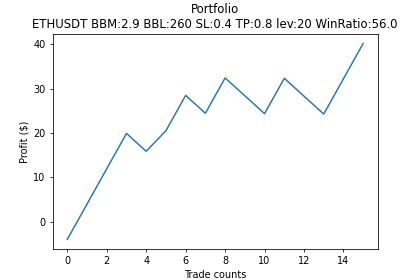 Portfolio
ETHUSDT BBM:2.9 BBL:260 SL:0.4 TP:0.8 lev:20 WinRatio:56.0
40
30
20
10
0
Profit ($)
0 2 4 6 8 10 12 14
Trade counts